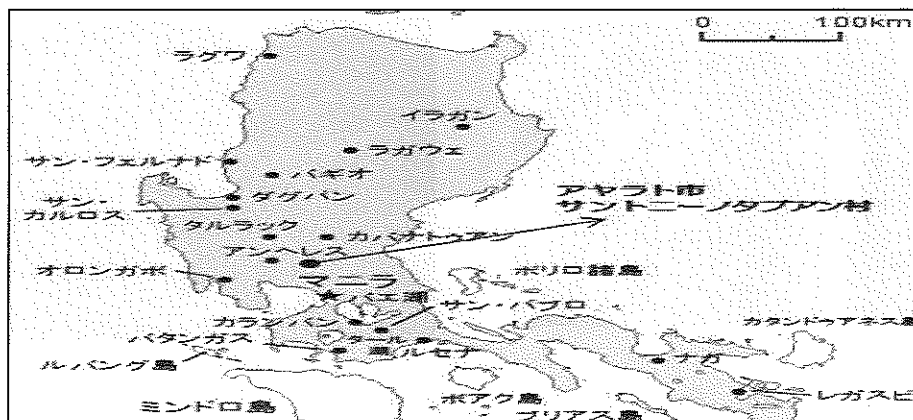 0 100km
ラグワ
イラガン
ラガウェ
サン・フェルナド
バギオ
ダグパン
サン・
カルロス
アヤラト市
サントニーノタブアン村
タルラック
カバナトゥアン
アンヘレス
オロンガポ
マニラ
ポリロ諸島
バエ湖
サン・パブロ
カランバン
カタンドゥアネス島
バタンガス
タール
ルセナ
ルバング島
ナガ
ミンドロ島
ボアク島
ブリアス島
レガスピ